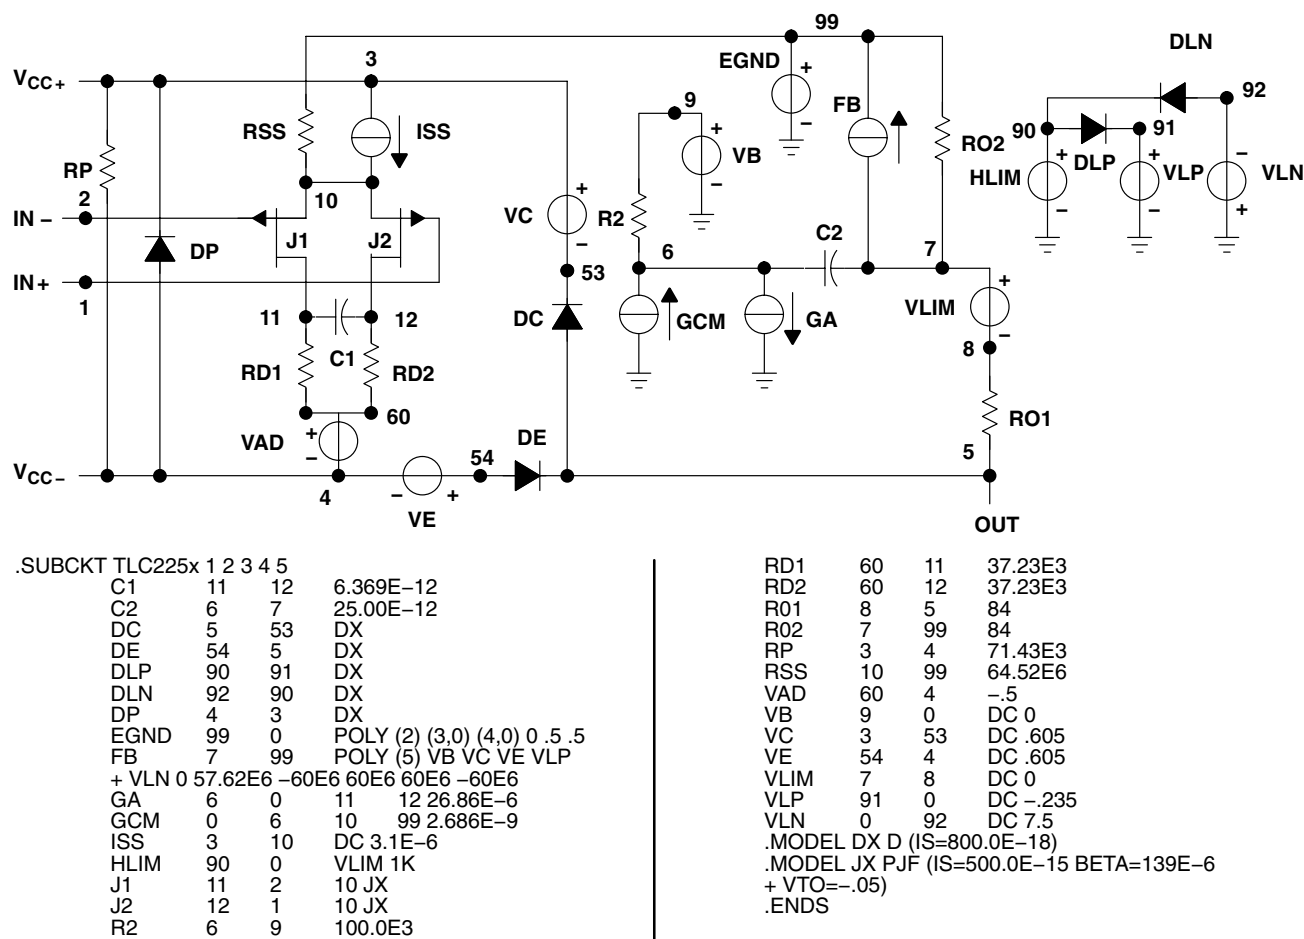 99
DLN
3
VCC+
EGND
+
FB
9
92
RSS
ISS
+
90
91
RP
VB
RO2
DLP
+
+
HLIM
VLP
VLN
2
10
R2
IN −
VC
+
J1
J2
C2
DP
6
7
IN+
53
1
VLIM
+
11
12
DC
GCM
GA
8
C1
RD1
RD2
RO1
60
VAD
+
DE
5
54
VCC−
4
−
+
VE
OUT
.SUBCKT TLC225x 1 2 3 4 5
C1 11 12 6.369E−12
C2 6 7 25.00E−12
DC 5 53 DX
DE 54 5 DX
DLP 90 91 DX
DLN 92 90 DX
DP 4 3 DX
EGND 99 0 POLY (2) (3,0) (4,0) 0 .5 .5
FB 7 99 POLY (5) VB VC VE VLP
+ VLN 0 57.62E6 −60E6 60E6 60E6 −60E6
GA 6 0 11 12 26.86E−6
GCM 0 6 10 99 2.686E−9
ISS 3 10 DC 3.1E−6
HLIM 90 0 VLIM 1K
J1 11 2 10 JX
J2 12 1 10 JX
R2 6 9 100.0E3
RD1 60 11 37.23E3
RD2 60 12 37.23E3
R01 8 5 84
R02 7 99 84
RP 3 4 71.43E3
RSS 10 99 64.52E6
VAD 60 4 −.5
VB 9 0 DC 0
VC 3 53 DC .605
VE 54 4 DC .605
VLIM 7 8 DC 0
VLP 91 0 DC −.235
VLN 0 92 DC 7.5
.MODEL DX D (IS=800.0E−18)
.MODEL JX PJF (IS=500.0E−15 BETA=139E−6
+ VTO=−.05)
.ENDS